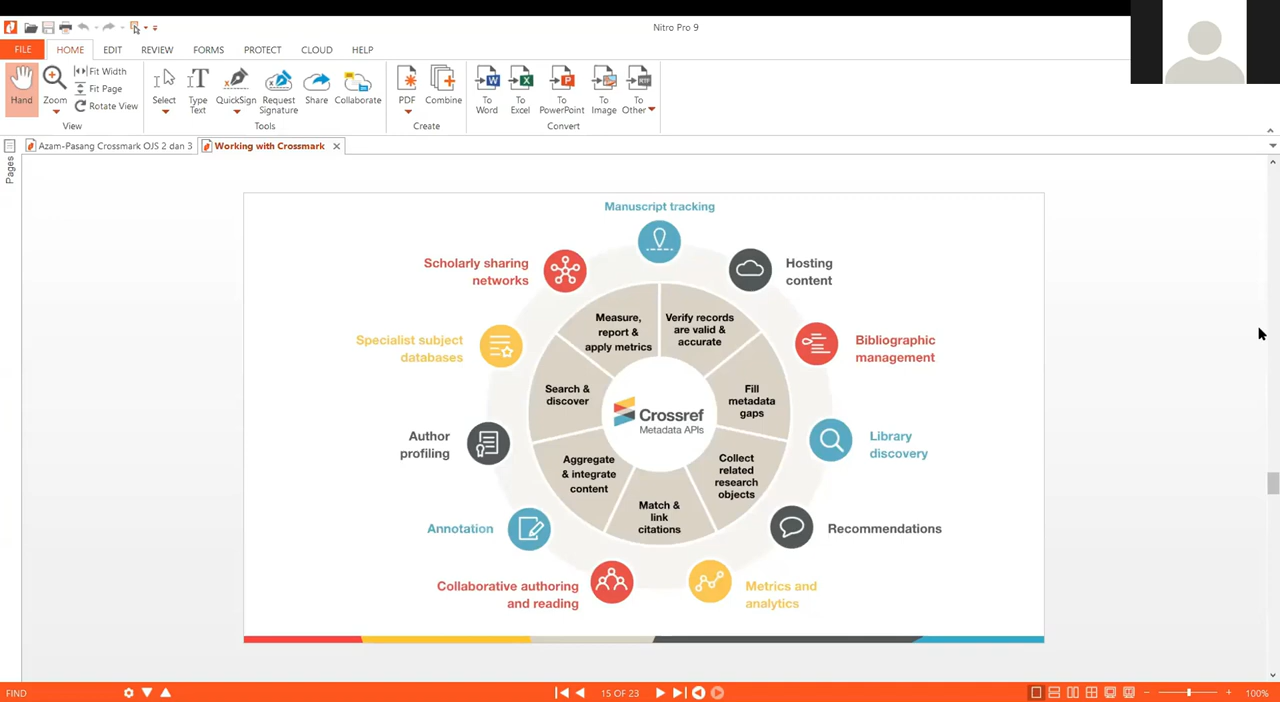 Nitro Pro 9
FILE HOME EDIT REVIEW FORMS PROTECT CLOUD HELP
Hand
Zoom
Fit Width
Fit Page
Rotate View
View
Select
Type
Text
QuickSign
Request
Signature
Share
Collaborate
Tools
PDF
Combine
Create
To
Word
To
Excel
To
PowerPoint
To
Image
To
Other
Convert
Pages
Azam-Pasang Crossmark OJS 2 dan 3
Working with Crossmark
Manuscript tracking
Scholarly sharing
networks
Hosting
content
Specialist subject
databases
Bibliographic
management
Author
profiling
Library
discovery
Annotation
Recommendations
Collaborative authoring
and reading
Metrics and
analytics
Measure,
report &
apply metrics
Verify records
are valid &
accurate
Search &
discover
Fill
metadata
gaps
Crossref
Metadata APIs
Aggregate
& integrate
content
Collect
related
research
objects
Match &
link
citations
FIND
15 OF 23
100%